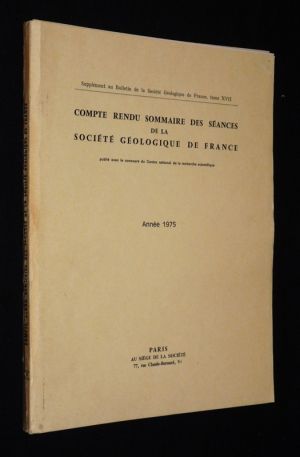 Supplément au Bulletin de la Société Géologique de France, tome XVII
COMPTE RENDU SOMMAIRE DES SÉANCES
DE LA
SOCIÉTÉ GÉOLOGIQUE DE FRANCE
publié avec le concours du Centre national de la recherche scientifique
Année 1975
PARIS
AU SIÈGE DE LA SOCIÉTÉ
77, rue Claude-Bernard, Ve